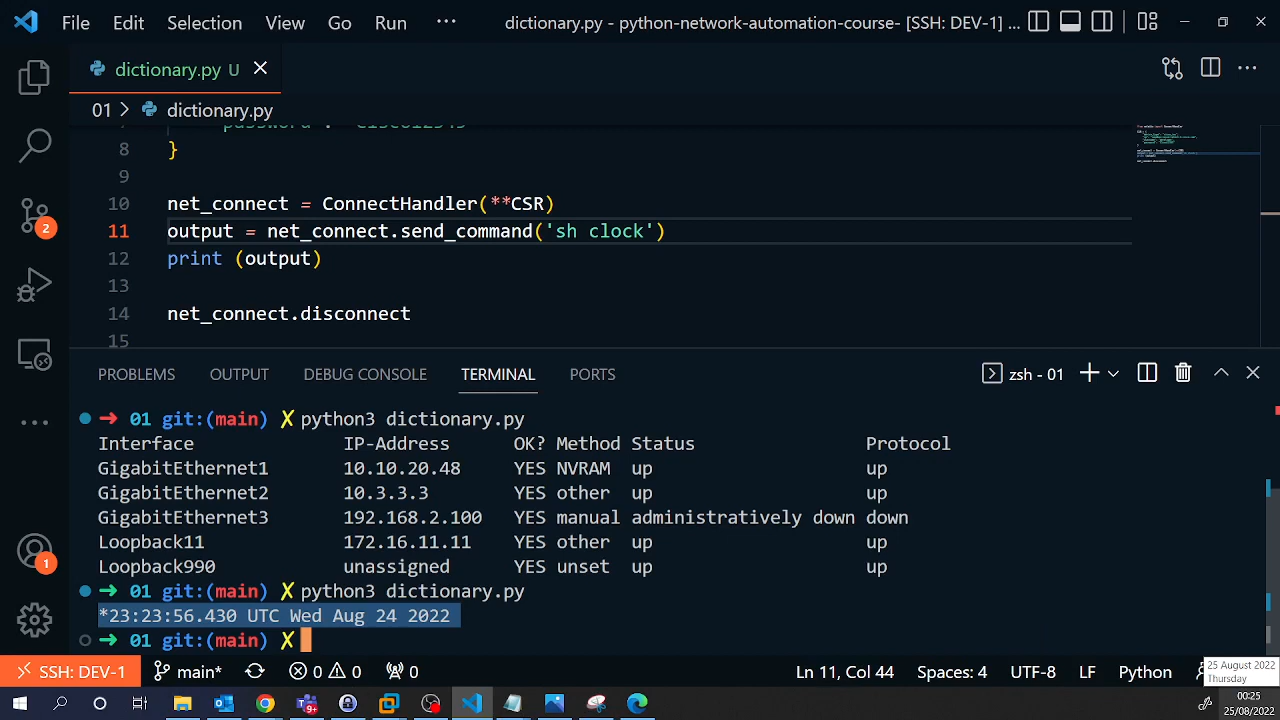 File Edit Selection View Go Run ··· dictionary.py - python-network-automation-course- [SSH: DEV-1] ...
dictionary.py U
01 > dictionary.py
8 }
9
10 net_connect = ConnectHandler(**CSR)
11 output = net_connect.send_command('sh clock')
12 print (output)
13
14 net_connect.disconnect
15
2
PROBLEMS OUTPUT DEBUG CONSOLE TERMINAL PORTS zsh - 01
➜ 01 git:(main) ✗ python3 dictionary.py
Interface IP-Address OK? Method Status Protocol
GigabitEthernet1 10.10.20.48 YES NVRAM up up
GigabitEthernet2 10.3.3.3 YES other up up
GigabitEthernet3 192.168.2.100 YES manual administratively down down
Loopback11 172.16.11.11 YES other up up
Loopback990 unassigned YES unset up up
1
➜ 01 git:(main) ✗ python3 dictionary.py
*23:23:56.430 UTC Wed Aug 24 2022
➜ 01 git:(main) ✗
SSH: DEV-1 main* 0 0 0 Ln 11, Col 44 Spaces: 4 UTF-8 LF Python
25 August 2022
Thursday
9+
00:25
25/08/2022